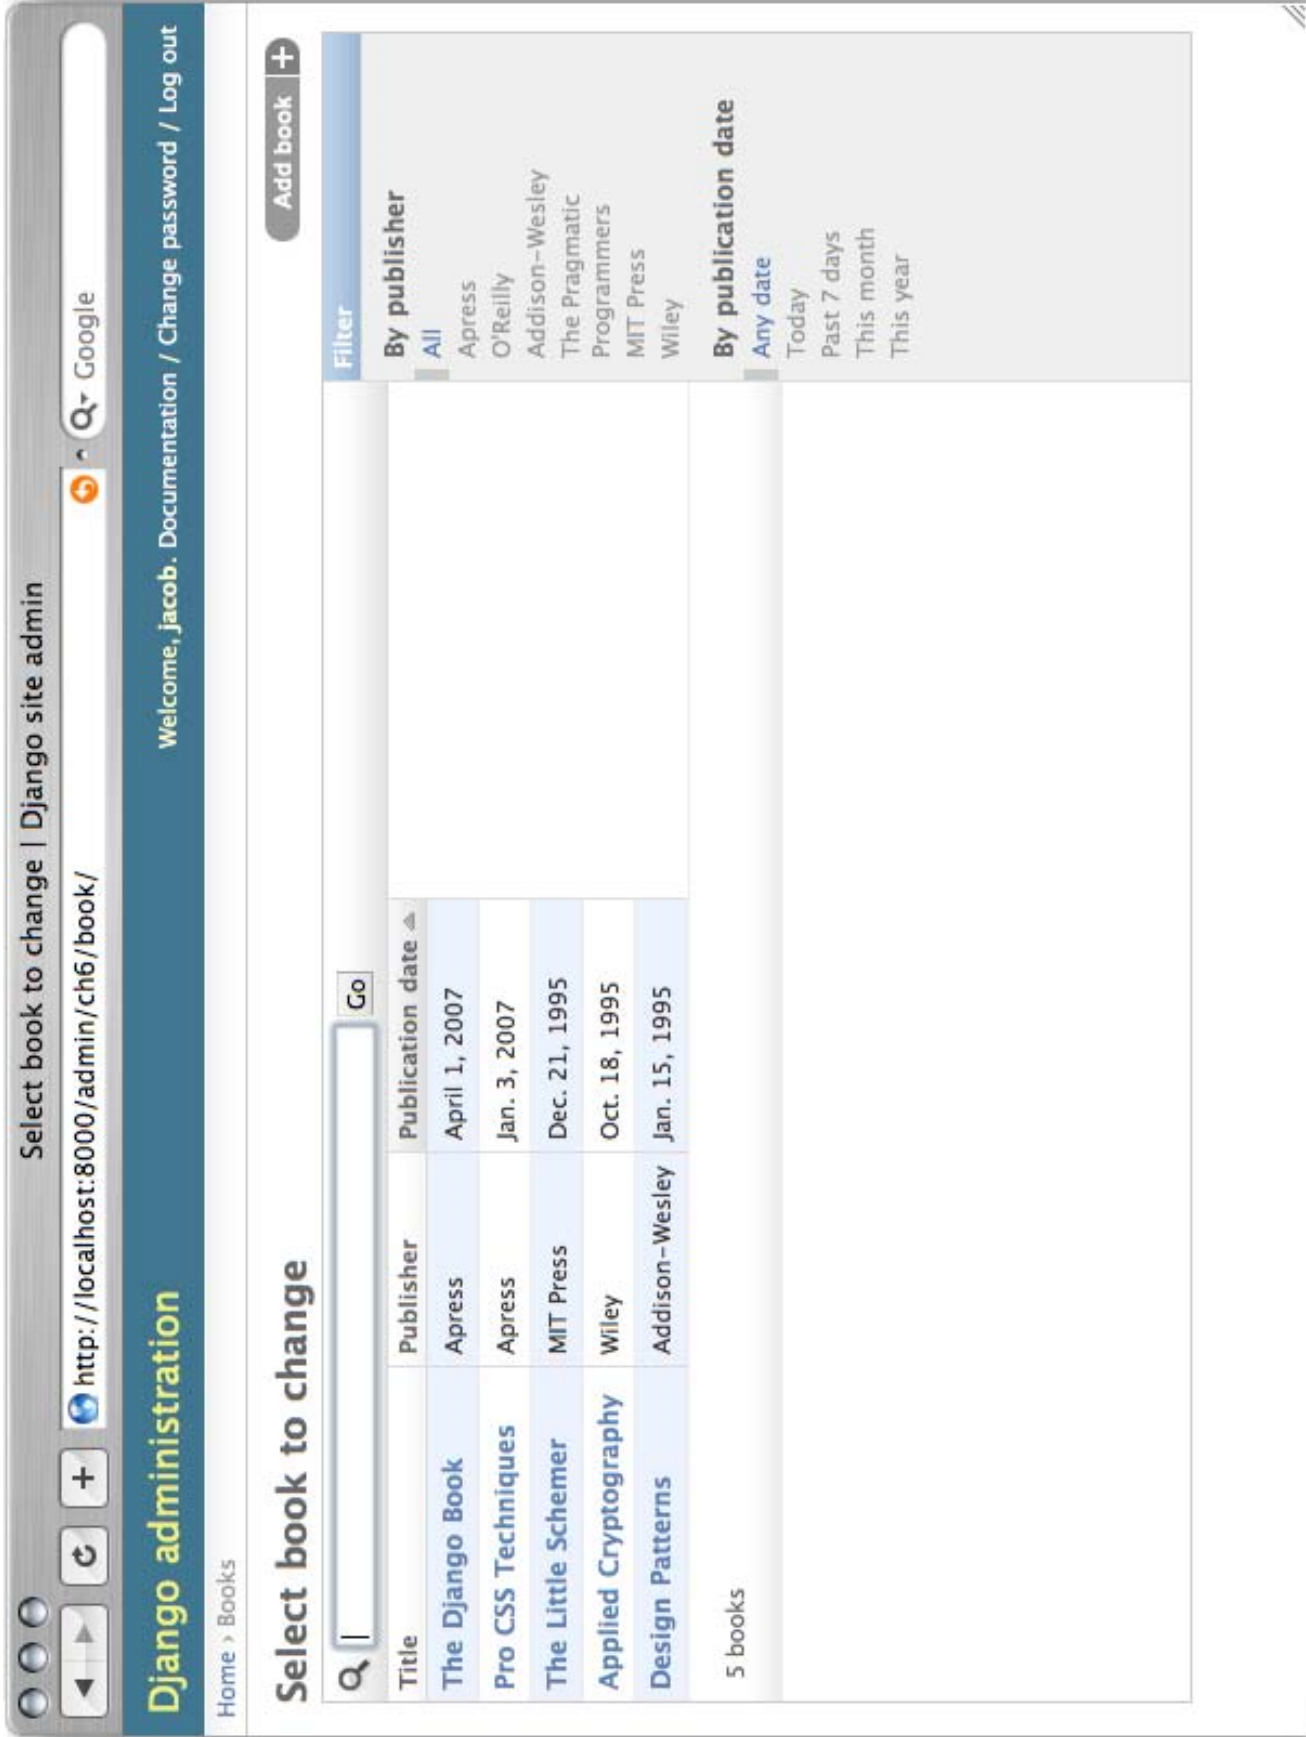 Select book to change | Django site admin
http://localhost:8000/admin/ch6/book/ Google
Django administration Welcome, jacob. Documentation / Change password / Log out
Home › Books
Select book to change Add book +
Go Filter
Title Publisher Publication date
The Django Book Apress April 1, 2007
Pro CSS Techniques Apress Jan. 3, 2007
The Little Schemer MIT Press Dec. 21, 1995
Applied Cryptography Wiley Oct. 18, 1995
Design Patterns Addison-Wesley Jan. 15, 1995
5 books
By publisher
All
Apress
O'Reilly
Addison-Wesley
The Pragmatic
Programmers
MIT Press
Wiley
By publication date
Any date
Today
Past 7 days
This month
This year